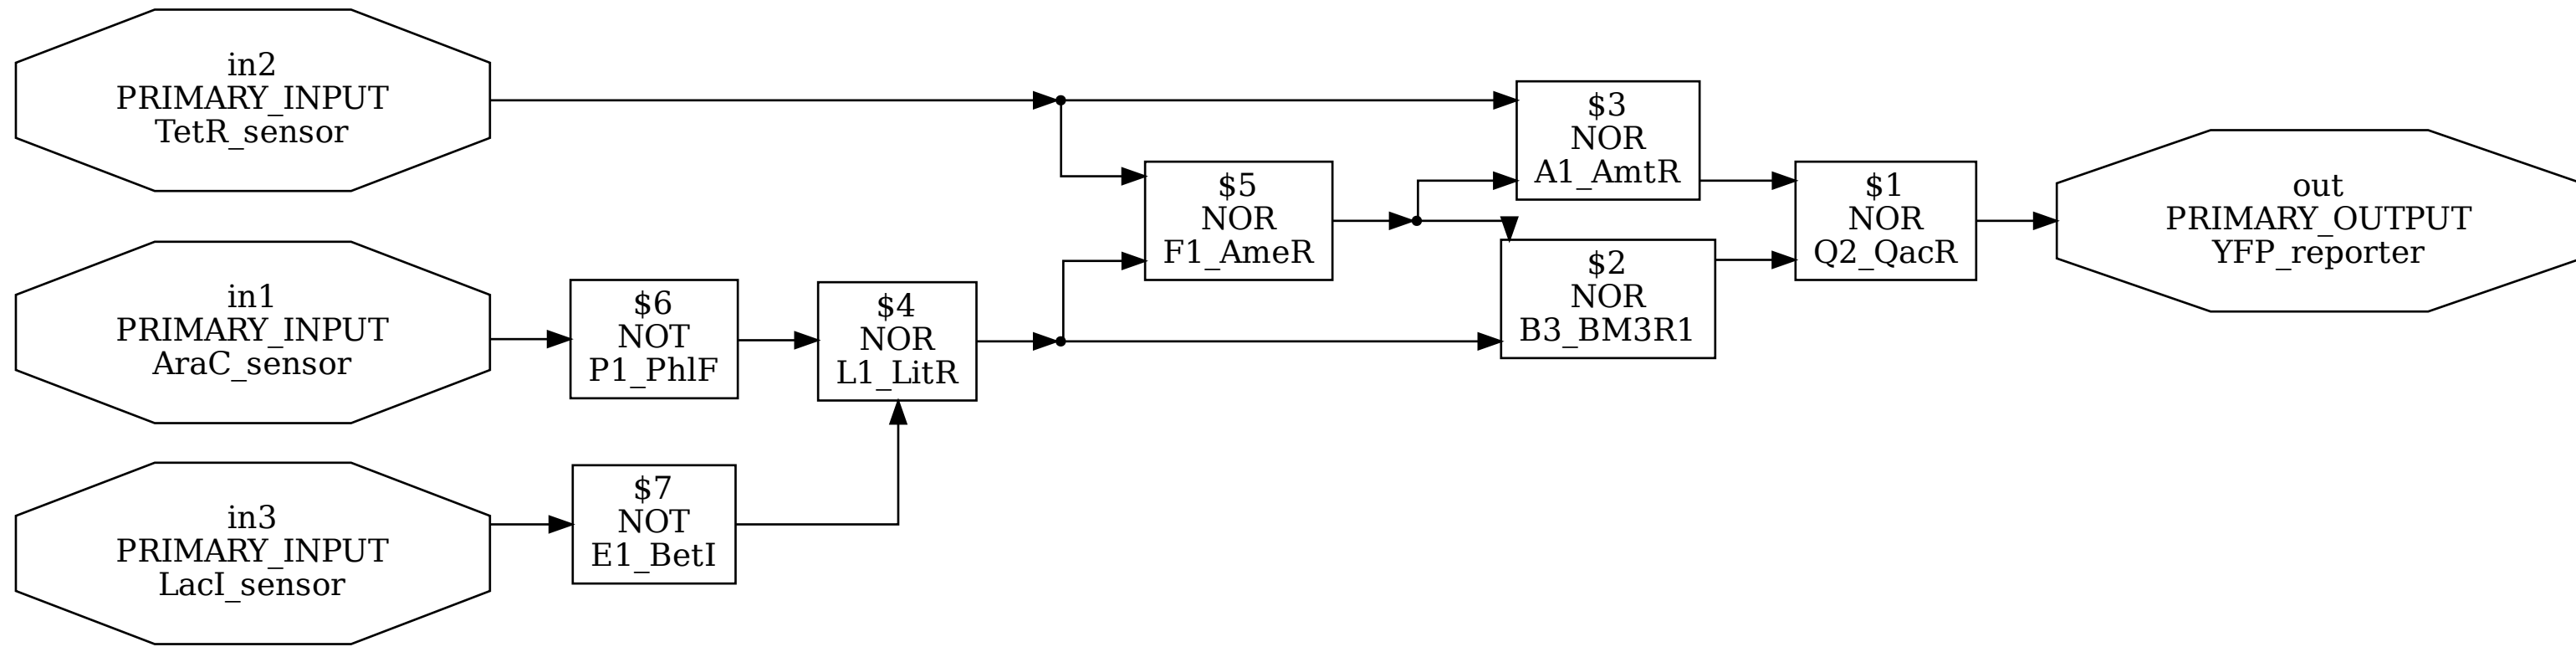 in2
PRIMARY_INPUT
TetR_sensor
in1
PRIMARY_INPUT
AraC_sensor
in3
PRIMARY_INPUT
LacI_sensor
$6
NOT
P1_PhlF
$7
NOT
E1_BetI
$4
NOR
L1_LitR
$5
NOR
F1_AmeR
$3
NOR
A1_AmtR
$2
NOR
B3_BM3R1
$1
NOR
Q2_QacR
out
PRIMARY_OUTPUT
YFP_reporter